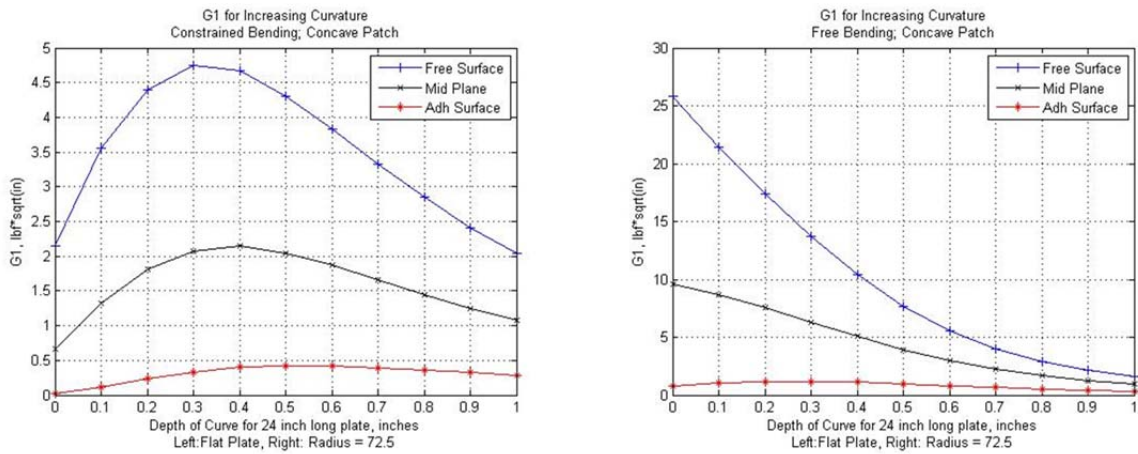 G1 for Increasing Curvature
Constrained Bending; Concave Patch
5
4.5
4
3.5
3
2.5
2
1.5
1
0.5
0
G1, lbf*sqrt(in)
Free Surface
Mid Plane
Adh Surface
0 0.1 0.2 0.3 0.4 0.5 0.6 0.7 0.8 0.9 1
Depth of Curve for 24 inch long plate, inches
Left:Flat Plate, Right: Radius = 72.5
G1 for Increasing Curvature
Free Bending; Concave Patch
30
25
20
15
10
5
0
G1, lbf*sqrt(in)
Free Surface
Mid Plane
Adh Surface
0 0.1 0.2 0.3 0.4 0.5 0.6 0.7 0.8 0.9 1
Depth of Curve for 24 inch long plate, inches
Left:Flat Plate, Right: Radius = 72.5